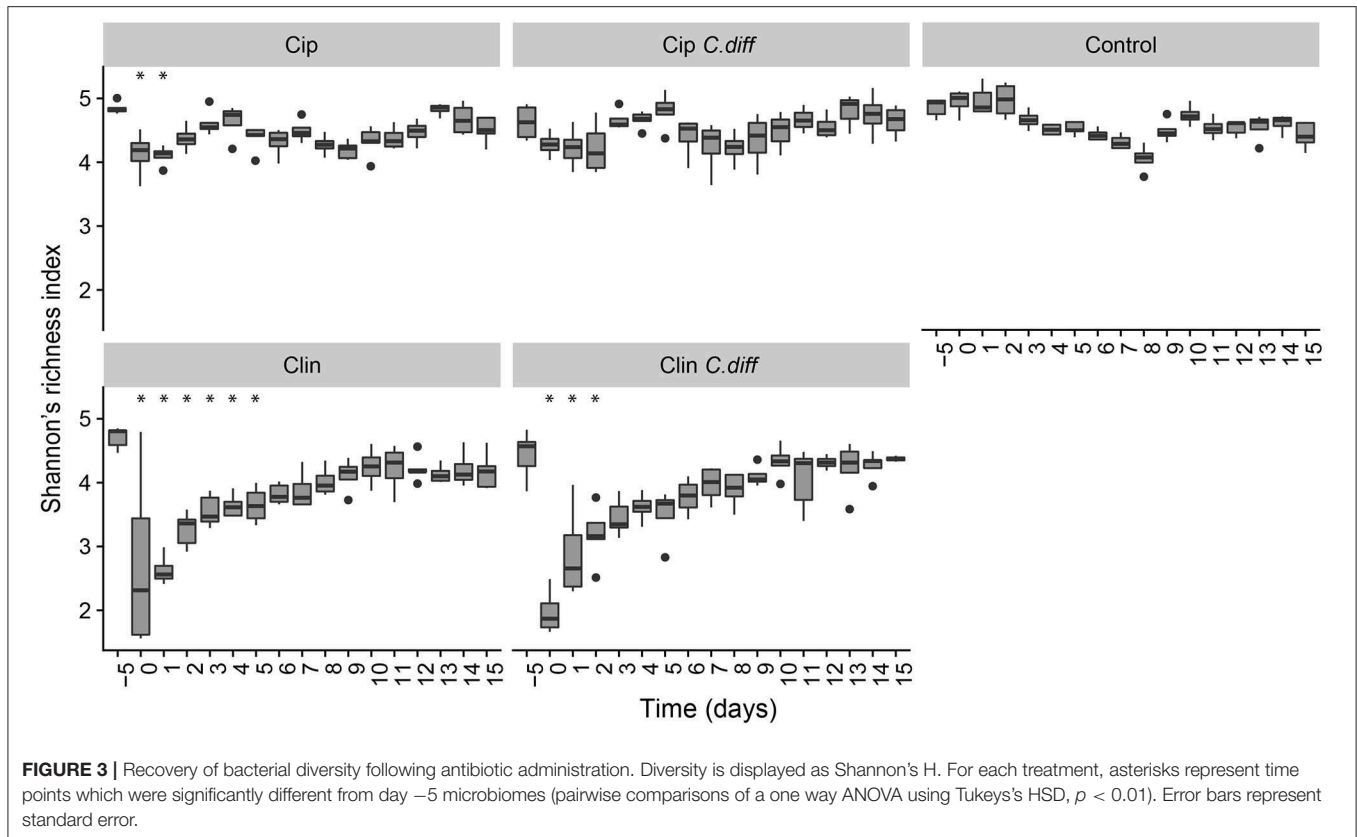 Cip
Cip C.diff
Control
* *
5
4
3
2
−5 0 1 2 3 4 5 6 7 8 9 10 11 12 13 14 15
Clin
Clin C.diff
* * * * * *
* * *
5
4
3
2
−5 0 1 2 3 4 5 6 7 8 9 10 11 12 13 14 15
−5 0 1 2 3 4 5 6 7 8 9 10 11 12 13 14 15
Shannon's richness index
Time (days)
FIGURE 3 | Recovery of bacterial diversity following antibiotic administration. Diversity is displayed as Shannon's H. For each treatment, asterisks represent time
points which were significantly different from day −5 microbiomes (pairwise comparisons of a one way ANOVA using Tukeys's HSD, p < 0.01). Error bars represent
standard error.